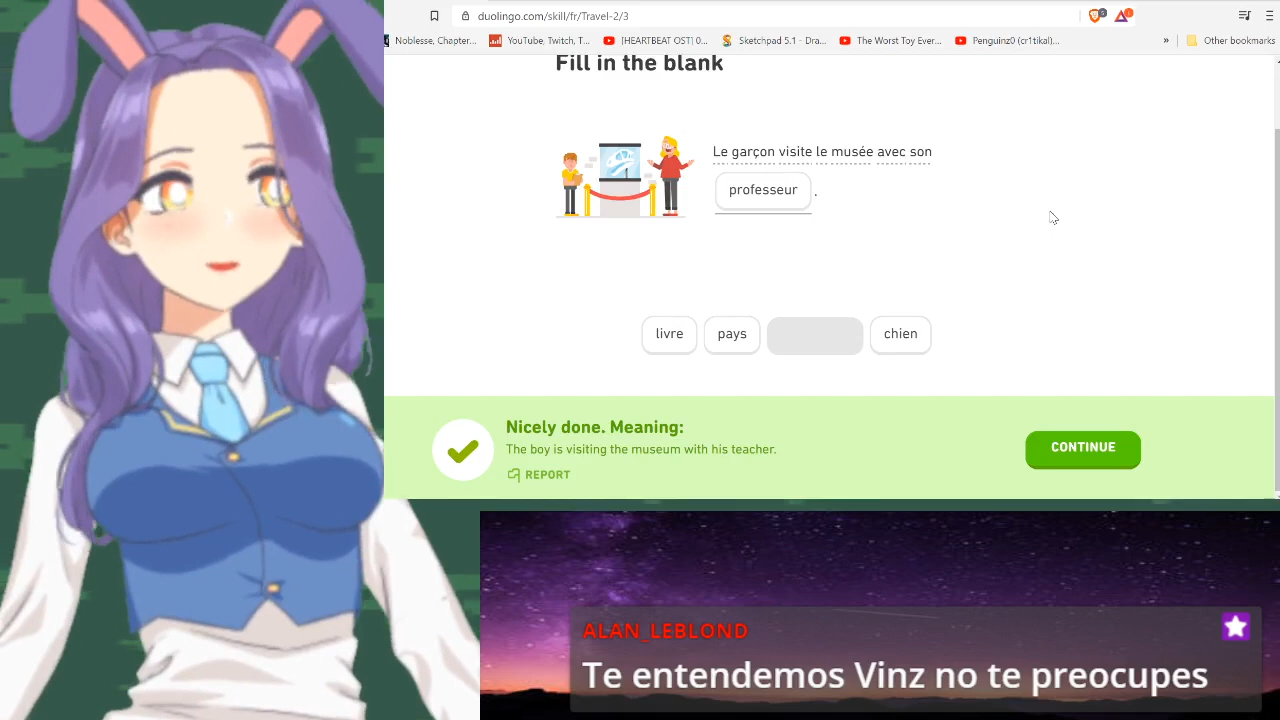 duolingo.com/skill/fr/Travel-2/3
Noblesse, Chapter... YouTube, Twitch, T... [HEARTBEAT OST] 0... Sketchpad 5.1 - Dra... The Worst Toy Ever... Penguinz0 (cr1tikal)... » Other bookmarks
Fill in the blank
Le garçon visite le musée avec son
professeur .
livre pays chien
Nicely done. Meaning:
The boy is visiting the museum with his teacher.
REPORT
CONTINUE
ALAN_LEBLOND
Te entendemos Vinz no te preocupes